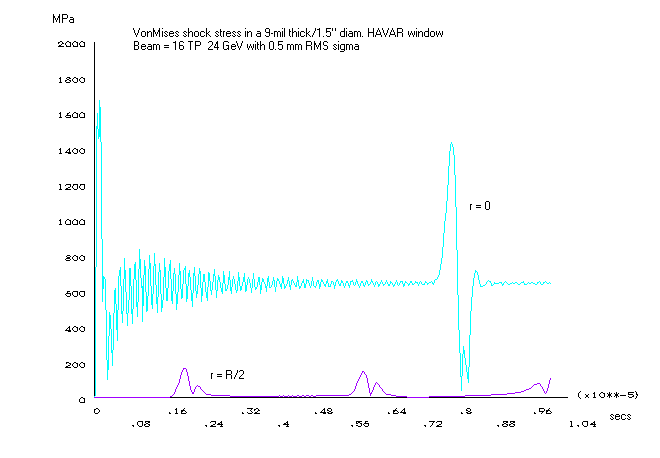 MPa
VonMises shock stress in a 9-mil thick/1.5" diam. HAVAR window
Beam = 16 TP 24 GeV with 0.5 mm RMS sigma
2000
1800
1600
1400
1200
1000
800
600
400
200
0
r = 0
r = R/2
0 .16 .32 .48 .64 .8 .96 (x10**-5)
.08 .24 .4 .56 .72 .88 1.04
secs